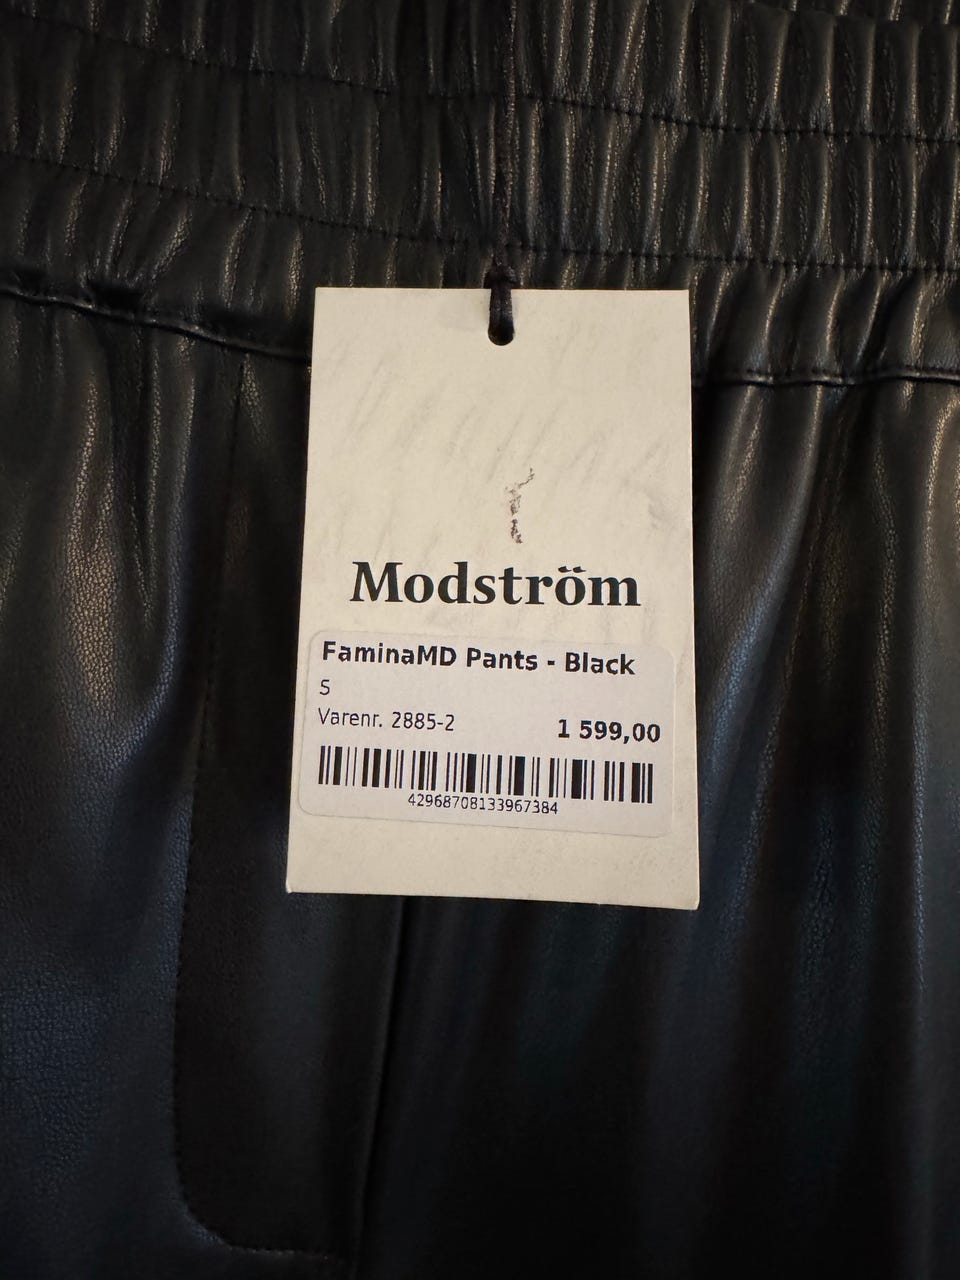 Modström
FaminaMD Pants - Black
S
Varenr. 2885-2 1 599,00
42968708133967384